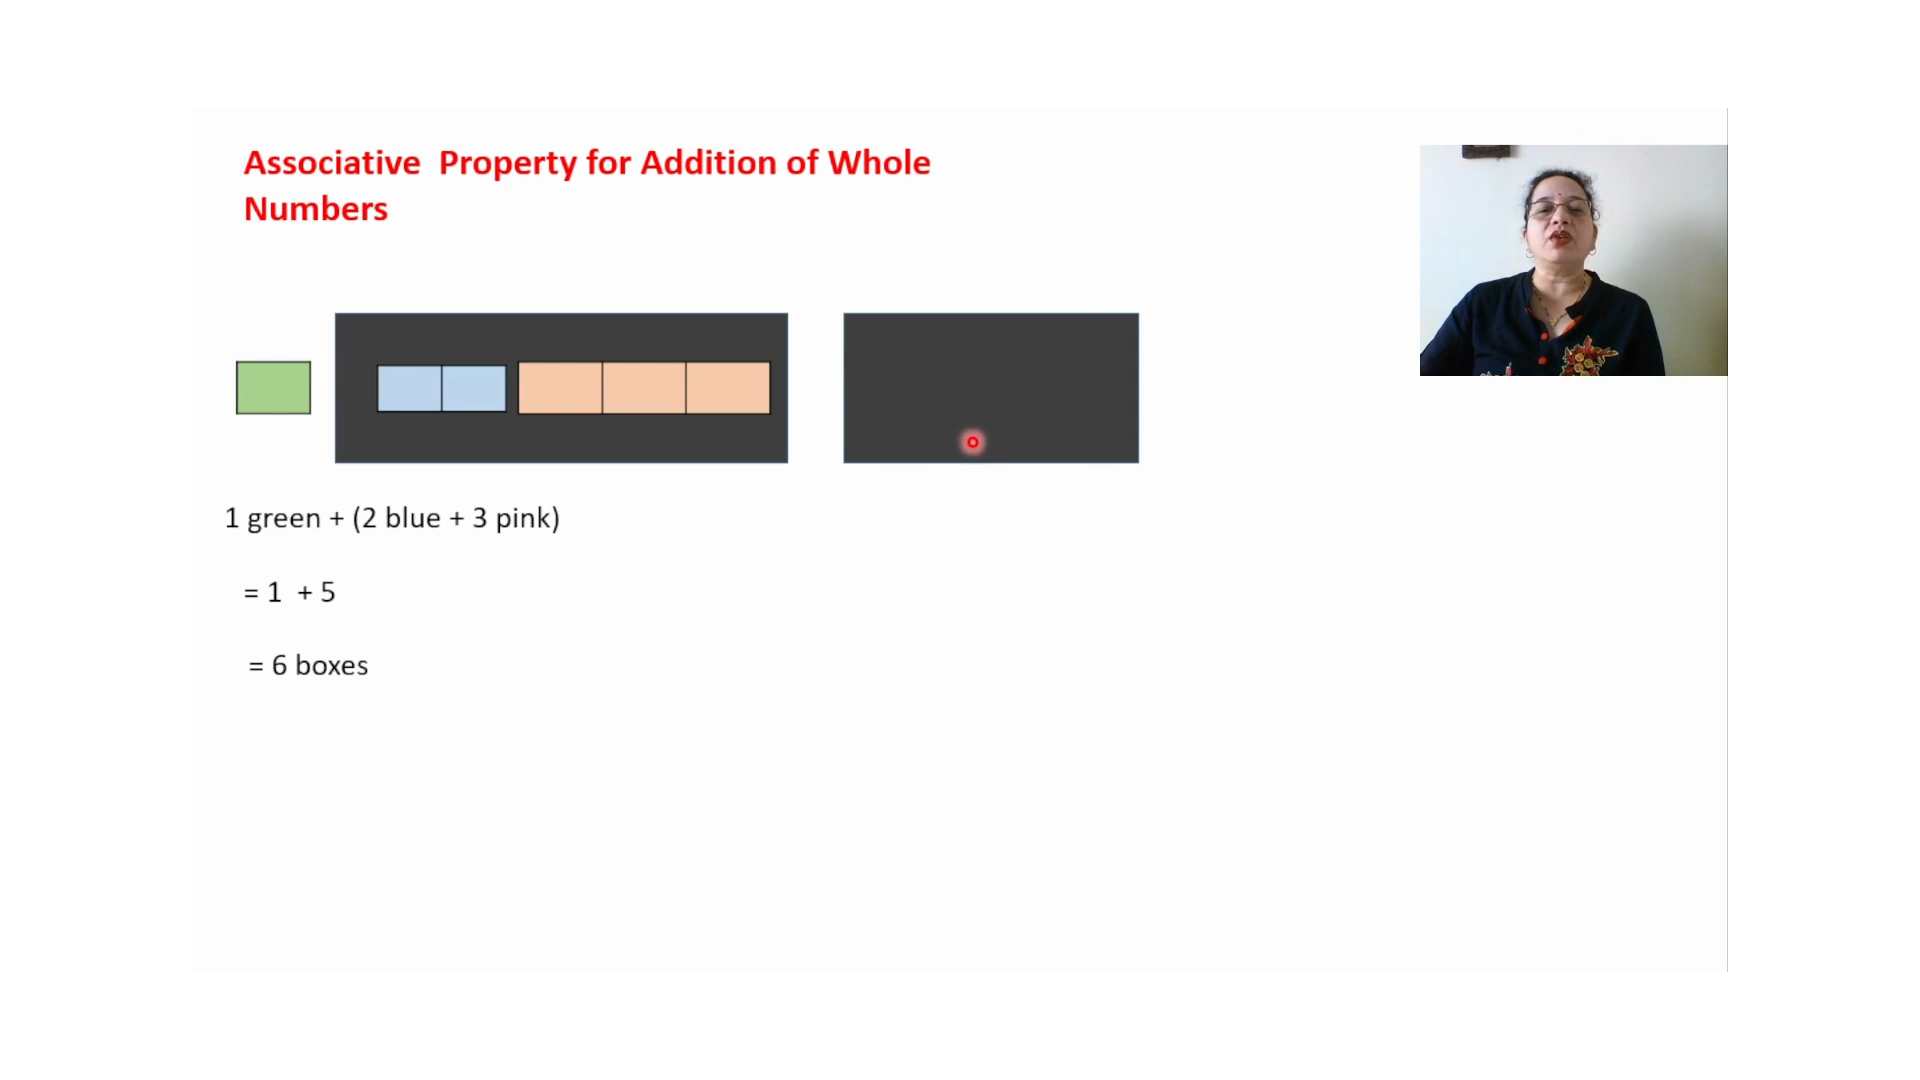 Associative Property for Addition of Whole
Numbers
1 green + (2 blue + 3 pink)
= 1 + 5
= 6 boxes